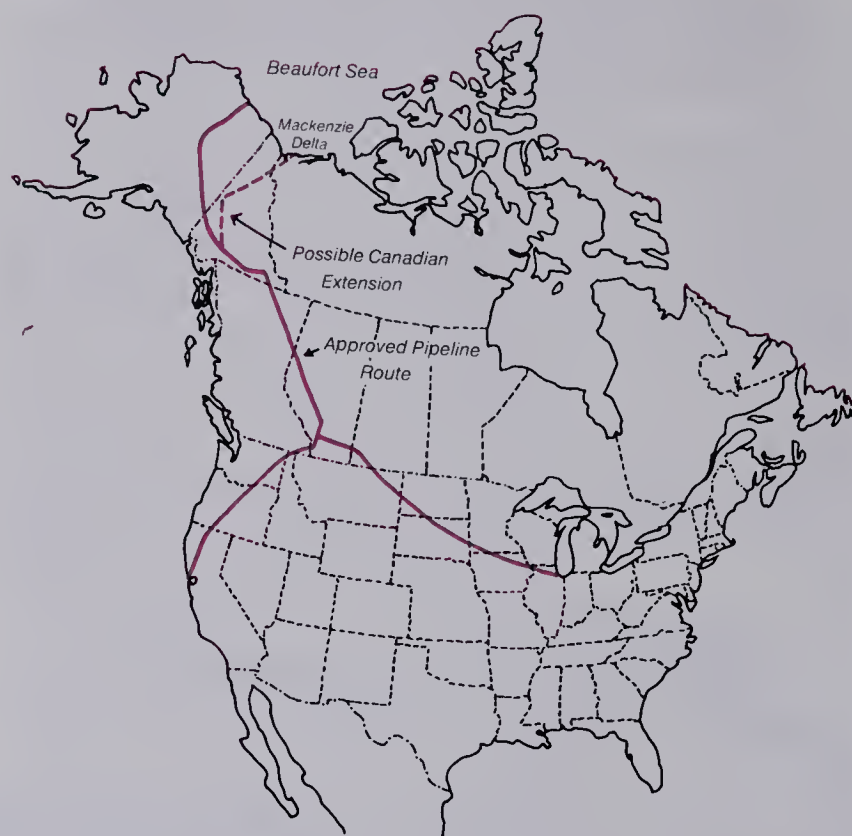 Beaufort Sea
Mackenzie
Delta
Possible Canadian
Extension
Approved Pipeline
Route